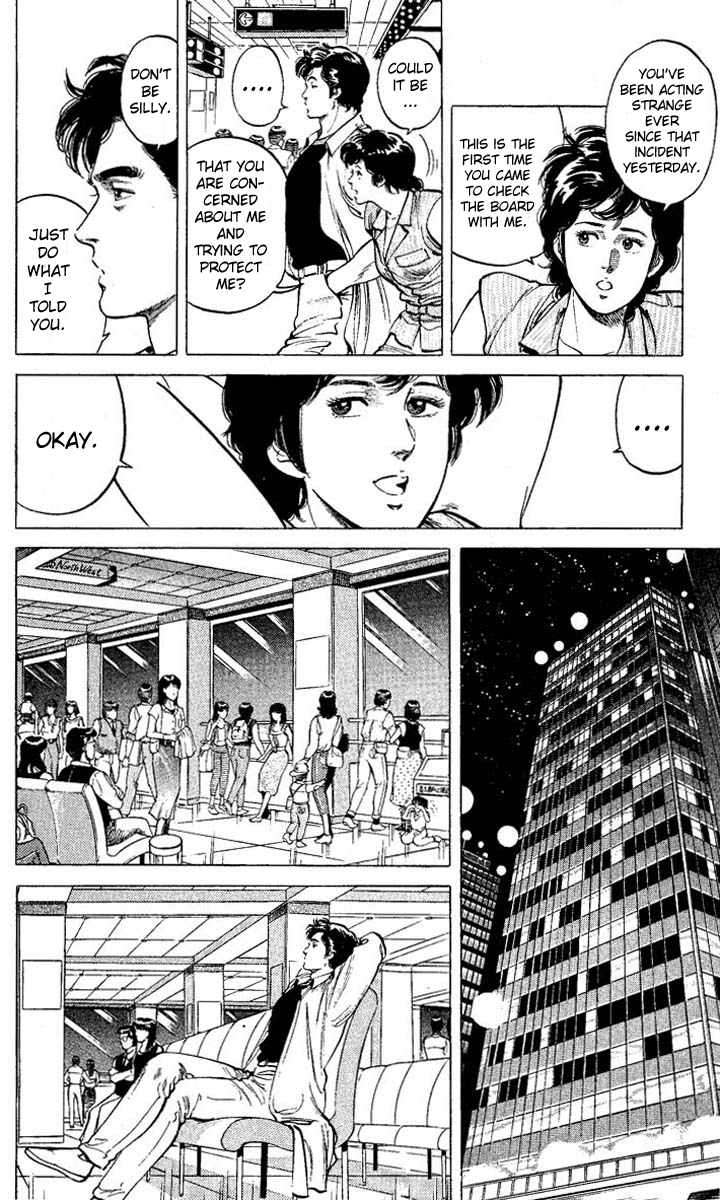 YOU'VE
BEEN ACTING
STRANGE
EVER
SINCE THAT
INCIDENT
YESTERDAY.
THIS IS THE
FIRST TIME
YOU CAME
TO CHECK
THE BOARD
WITH ME.
COULD
IT BE
...
....
THAT YOU
ARE CON-
CERNED
ABOUT ME
AND
TRYING TO
PROTECT
ME?
DON'T
BE
SILLY.
JUST
DO
WHAT
I
TOLD
YOU.
....
OKAY.
NorthWest